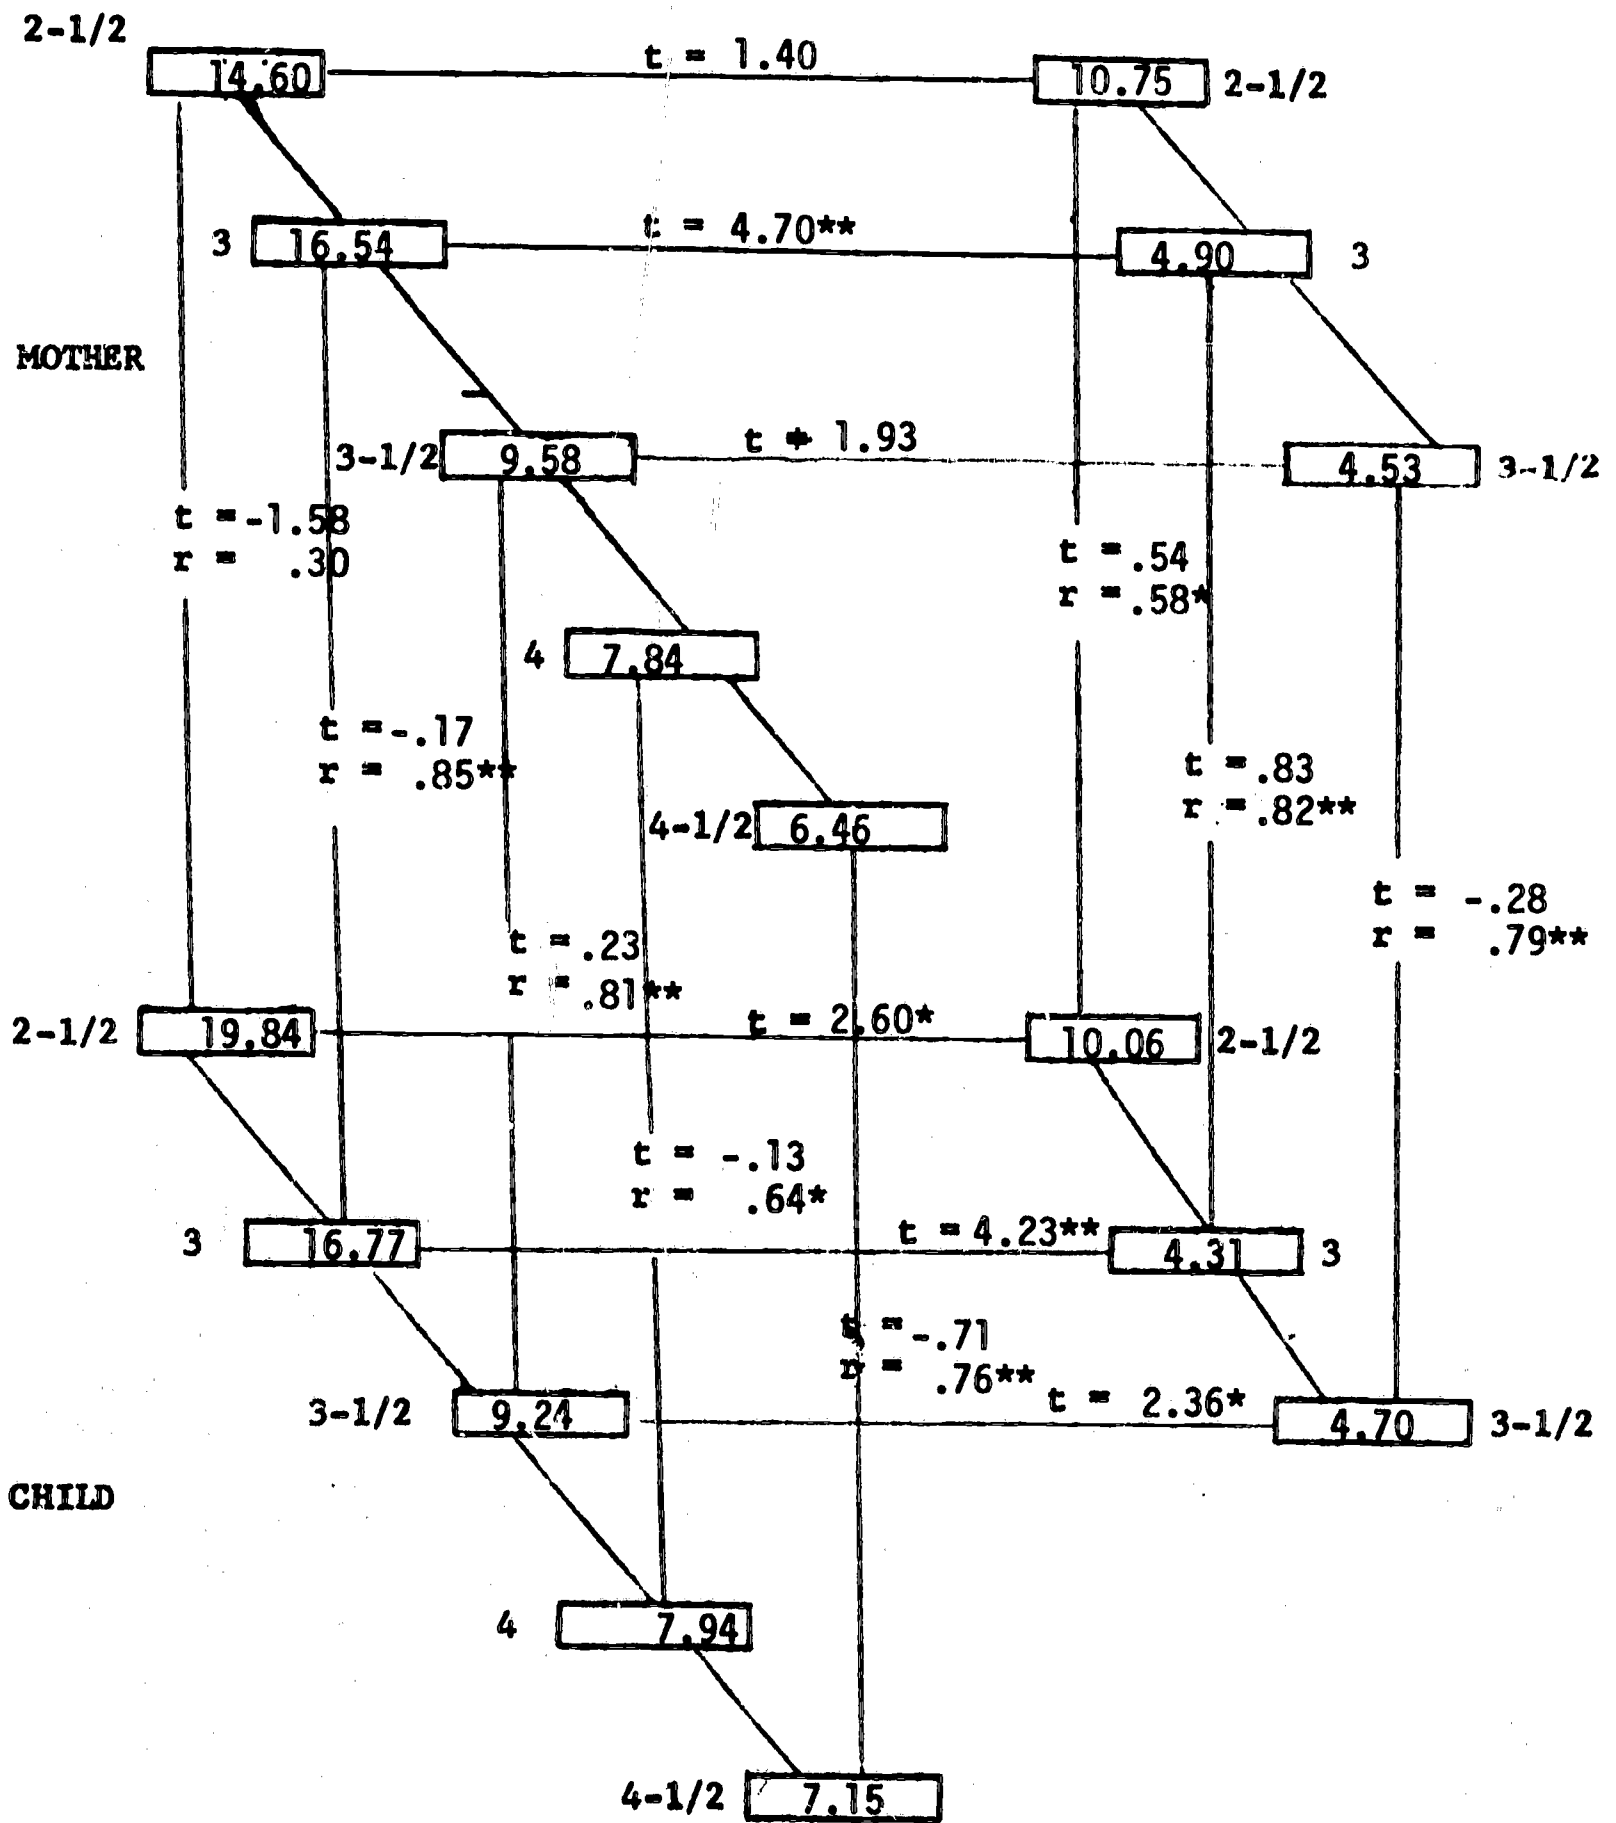 2-1/2
14.60
t = 1.40
10.75
2-1/2
3
16.54
t = 4.70**
4.90
3
MOTHER
3-1/2
9.58
t = 1.93
4.53
3-1/2
t =-1.58
r = .30
t =.54
r =.58*
4
7.84
t =-.17
r = .85**
t =.83
r =.82**
4-1/2
6.46
t = -.28
r = .79**
t =.23
r =.81**
2-1/2
19.84
t = 2.60*
10.06
2-1/2
t = -.13
r = .64*
3
16.77
t = 4.23**
4.31
3
t =-.71
r = .76**
3-1/2
9.24
t = 2.36*
4.70
3-1/2
CHILD
4
7.94
4-1/2
7.15